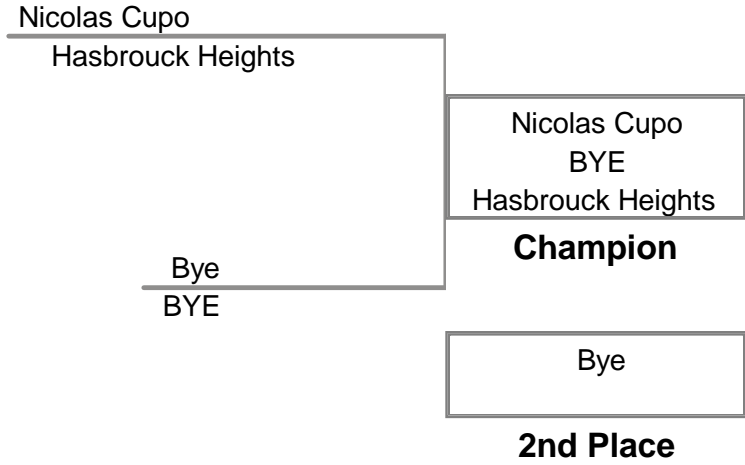 Nicolas Cupo
Hasbrouck Heights
Nicolas Cupo
BYE
Hasbrouck Heights
Champion
Bye
BYE
Bye
2nd Place